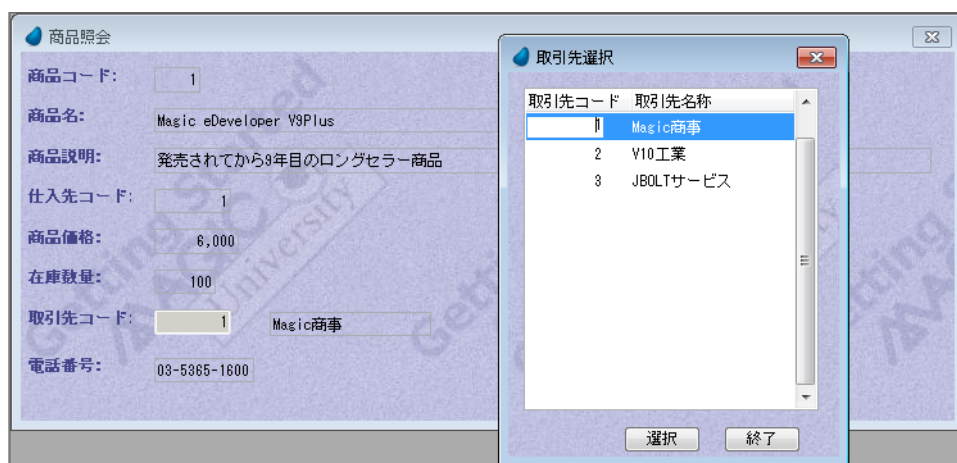 商品照会
商品コード: 1
商品名: Magic eDeveloper V9Plus
商品説明: 発売されてから9年目のロングセラー商品
仕入先コード: 1
商品価格: 6,000
在庫数量: 100
取引先コード: 1 Magic商事
電話番号: 03-5365-1600
取引先選択
取引先コード 取引先名称
1 Magic商事
2 V10工業
3 JBOLTサービス
選択 終了
Getting Started
MAGIC
University
Getting